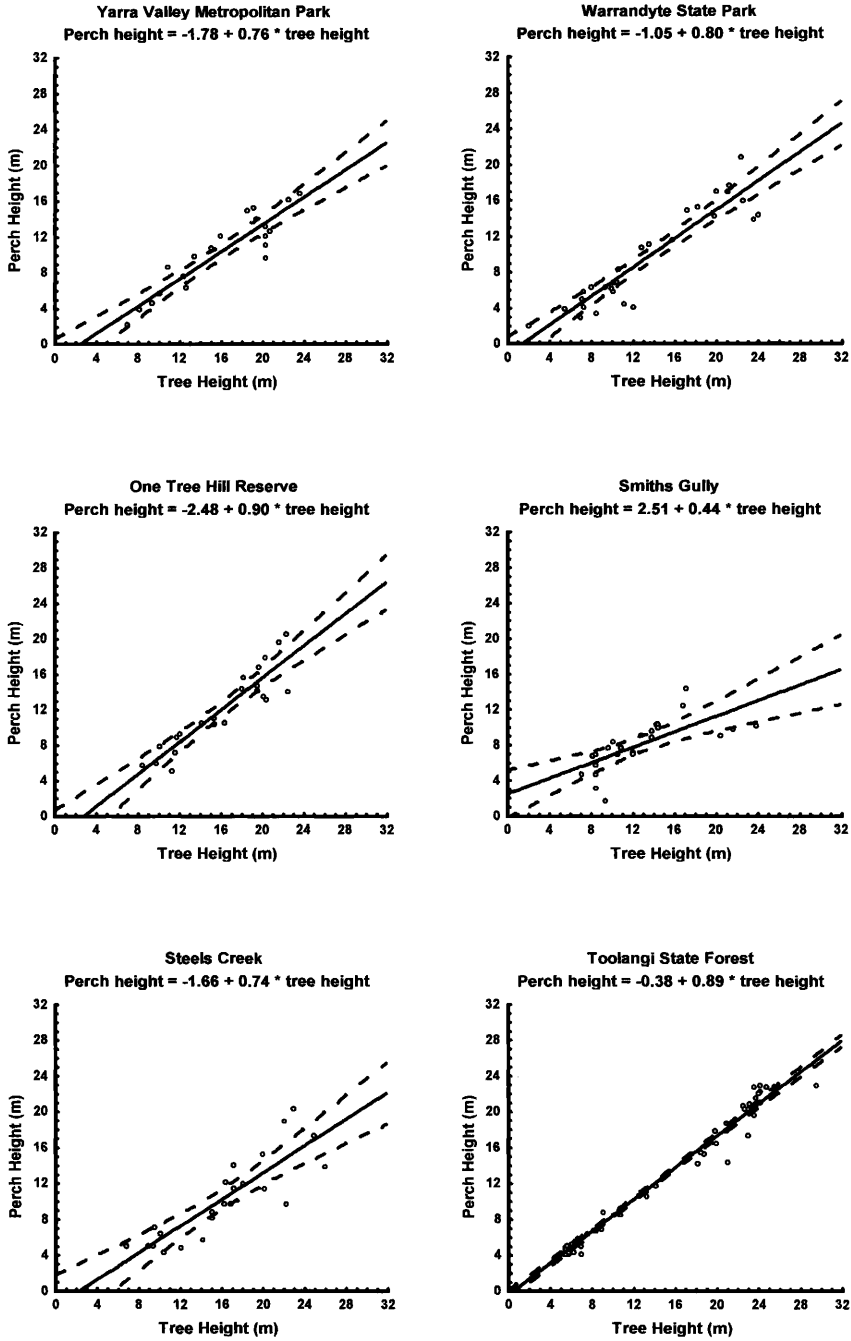 Yarra Valley Metropolitan Park
Perch height = -1.78 + 0.76 * tree height
32
28
24
20
16
12
8
4
0
Perch Height (m)
0 4 8 12 16 20 24 28 32
Tree Height (m)
Warrandyte State Park
Perch height = -1.05 + 0.80 * tree height
32
28
24
20
16
12
8
4
0
Perch Height (m)
0 4 8 12 16 20 24 28 32
Tree Height (m)
One Tree Hill Reserve
Perch height = -2.48 + 0.90 * tree height
32
28
24
20
16
12
8
4
0
Perch Height (m)
0 4 8 12 16 20 24 28 32
Tree Height (m)
Smiths Gully
Perch height = 2.51 + 0.44 * tree height
32
28
24
20
16
12
8
4
0
Perch Height (m)
0 4 8 12 16 20 24 28 32
Tree Height (m)
Steels Creek
Perch height = -1.66 + 0.74 * tree height
32
28
24
20
16
12
8
4
0
Perch Height (m)
0 4 8 12 16 20 24 28 32
Tree Height (m)
Toolangi State Forest
Perch height = -0.38 + 0.89 * tree height
32
28
24
20
16
12
8
4
0
Perch Height (m)
0 4 8 12 16 20 24 28 32
Tree Height (m)